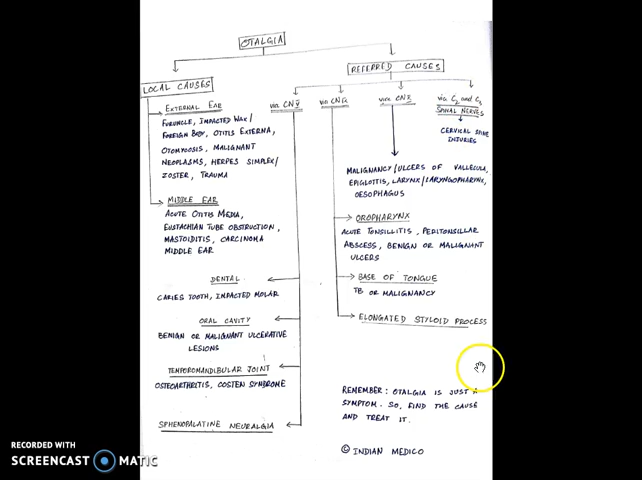 OTALGIA
REFERRED CAUSES
LOCAL CAUSES
via CN V
via CN IX
via CN X
via C2 and C3
SPINAL NERVES
CERVICAL SPINE
INJURIES
EXTERNAL EAR
FURUNCLE, IMPACTED WAX/
FOREIGN BODY, OTITIS EXTERNA,
OTOMYCOSIS, MALIGNANT
NEOPLASMS, HERPES SIMPLEX/
ZOSTER, TRAUMA
MIDDLE EAR
ACUTE OTITIS MEDIA,
EUSTACHIAN TUBE OBSTRUCTION,
MASTOIDITIS, CARCINOMA
MIDDLE EAR
DENTAL
CARIES TOOTH, IMPACTED MOLAR
ORAL CAVITY
BENIGN OR MALIGNANT ULCERATIVE
LESIONS
TEMPOROMANDIBULAR JOINT
OSTEOARTHRITIS, COSTEN SYNDROME
SPHENOPALATINE NEURALGIA
MALIGNANCY/ULCERS OF VALLECULA,
EPIGLOTTIS, LARYNX/LARYNGOPHARYNX,
OESOPHAGUS
OROPHARYNX
ACUTE TONSILLITIS, PERITONSILLAR
ABSCESS, BENIGN OR MALIGNANT
ULCERS
BASE OF TONGUE
TB OR MALIGNANCY
ELONGATED STYLOID PROCESS
REMEMBER: OTALGIA IS JUST A
SYMPTOM. SO, FIND THE CAUSE
AND TREAT IT.
© INDIAN MEDICO
RECORDED WITH
SCREENCAST MATIC